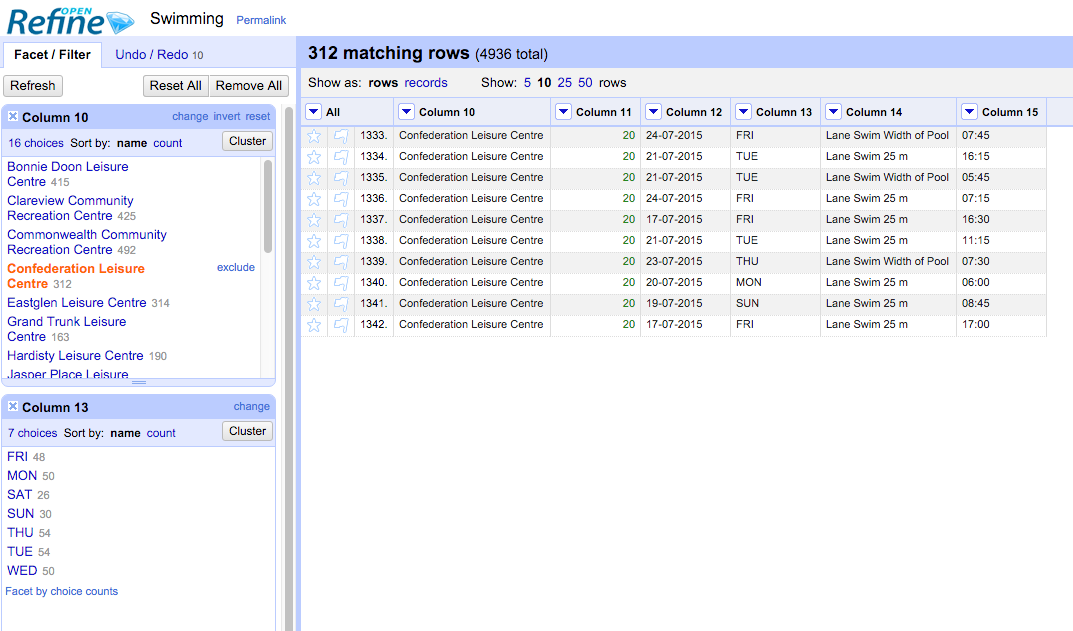 OPEN
Refine Swimming Permalink
Facet / Filter Undo / Redo 10
Refresh Reset All Remove All
Column 10 change invert reset
16 choices Sort by: name count Cluster
Bonnie Doon Leisure
Centre 415
Clareview Community
Recreation Centre 425
Commonwealth Community
Recreation Centre 492
Confederation Leisure exclude
Centre 312
Eastglen Leisure Centre 314
Grand Trunk Leisure
Centre 163
Hardisty Leisure Centre 190
Jasper Place Leisure
Column 13 change
7 choices Sort by: name count Cluster
FRI 48
MON 50
SAT 26
SUN 30
THU 54
TUE 54
WED 50
Facet by choice counts
312 matching rows (4936 total)
Show as: rows records Show: 5 10 25 50 rows
All Column 10 Column 11 Column 12 Column 13 Column 14 Column 15
1333. Confederation Leisure Centre 20 24-07-2015 FRI Lane Swim Width of Pool 07:45
1334. Confederation Leisure Centre 20 21-07-2015 TUE Lane Swim 25 m 16:15
1335. Confederation Leisure Centre 20 21-07-2015 TUE Lane Swim Width of Pool 05:45
1336. Confederation Leisure Centre 20 24-07-2015 FRI Lane Swim 25 m 07:15
1337. Confederation Leisure Centre 20 17-07-2015 FRI Lane Swim 25 m 16:30
1338. Confederation Leisure Centre 20 21-07-2015 TUE Lane Swim 25 m 11:15
1339. Confederation Leisure Centre 20 23-07-2015 THU Lane Swim Width of Pool 07:30
1340. Confederation Leisure Centre 20 20-07-2015 MON Lane Swim 25 m 06:00
1341. Confederation Leisure Centre 20 19-07-2015 SUN Lane Swim 25 m 08:45
1342. Confederation Leisure Centre 20 17-07-2015 FRI Lane Swim 25 m 17:00